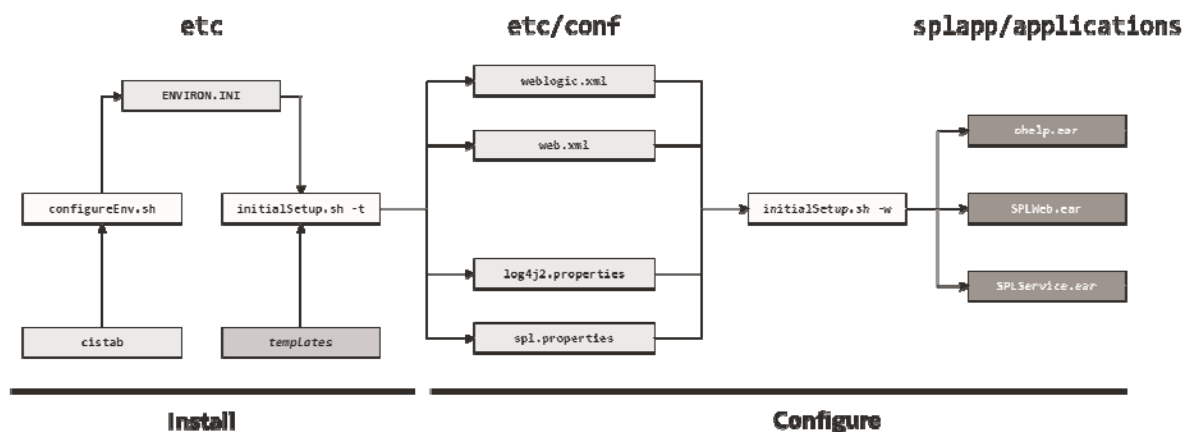 etc
etc/conf
splapp/applications
ENVIRON.INI
configureEnv.sh
initialSetup.sh -t
cistab
templates
weblogic.xml
web.xml
log4j2.properties
spl.properties
initialSetup.sh -w
ohelp.ear
SPLWeb.ear
SPLService.ear
Install
Configure